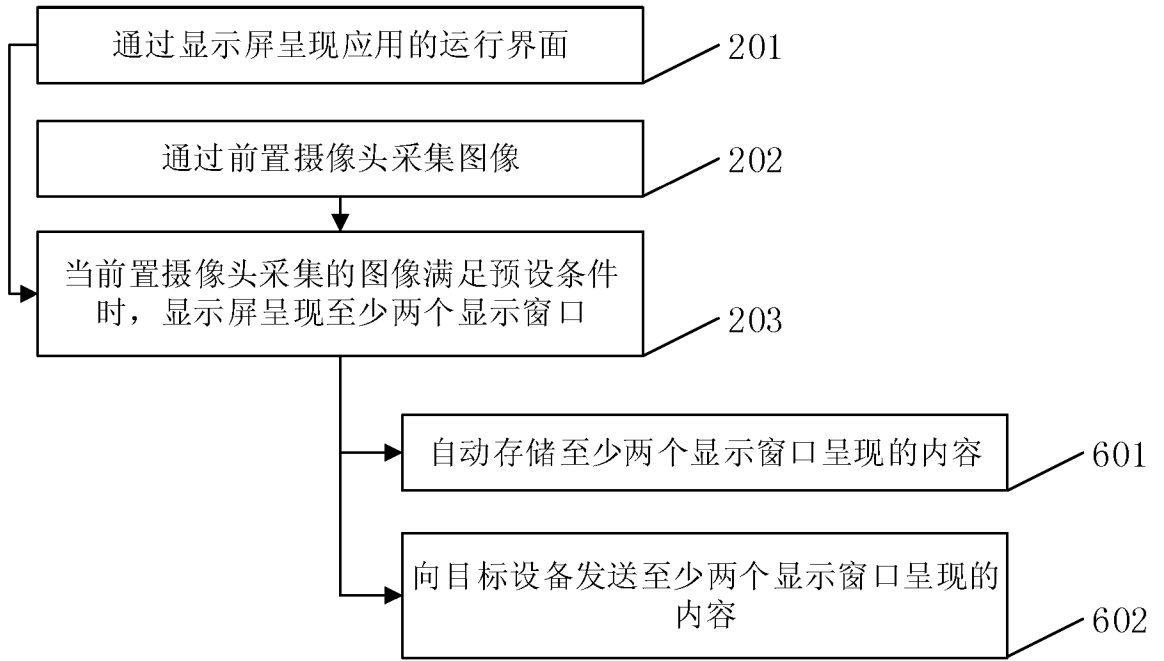 通过显示屏呈现应用的运行界面
201
通过前置摄像头采集图像
202
当前置摄像头采集的图像满足预设条件
时，显示屏呈现至少两个显示窗口
203
自动存储至少两个显示窗口呈现的内容
601
向目标设备发送至少两个显示窗口呈现的
内容
602